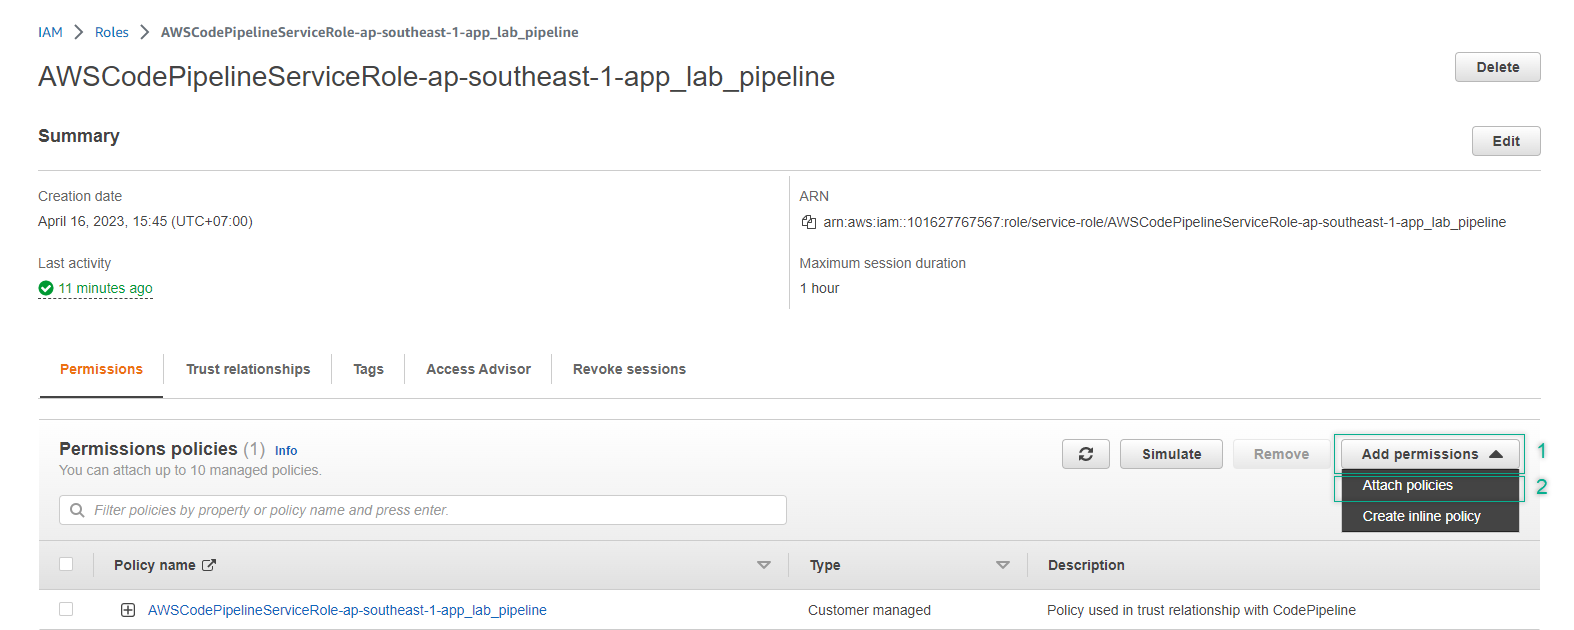 IAM > Roles > AWSCodePipelineServiceRole-ap-southeast-1-app_lab_pipeline
AWSCodePipelineServiceRole-ap-southeast-1-app_lab_pipeline
Delete
Summary
Edit
Creation date
April 16, 2023, 15:45 (UTC+07:00)
ARN
arn:aws:iam::101627767567:role/service-role/AWSCodePipelineServiceRole-ap-southeast-1-app_lab_pipeline
Last activity
11 minutes ago
Maximum session duration
1 hour
Permissions Trust relationships Tags Access Advisor Revoke sessions
Permissions policies (1) Info
You can attach up to 10 managed policies.
Simulate Remove Add permissions 1
Attach policies 2
Create inline policy
Filter policies by property or policy name and press enter.
Policy name Type Description
AWSCodePipelineServiceRole-ap-southeast-1-app_lab_pipeline Customer managed Policy used in trust relationship with CodePipeline